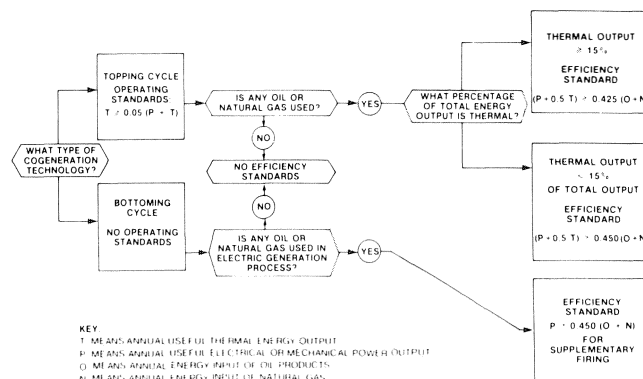 WHAT TYPE OF
COGENERATION
TECHNOLOGY?
TOPPING CYCLE
OPERATING
STANDARDS:
T ≥ 0.05 (P + T)
IS ANY OIL OR
NATURAL GAS USED?
YES
NO
WHAT PERCENTAGE
OF TOTAL ENERGY
OUTPUT IS THERMAL?
THERMAL OUTPUT
≥ 15%
EFFICIENCY
STANDARD
(P + 0.5 T) ≥ 0.425 (O + N
THERMAL OUTPUT
< 15%
OF TOTAL OUTPUT
EFFICIENCY
STANDARD
(P + 0.5 T) ≥ 0.450 (O + N
NO EFFICIENCY
STANDARDS
NO
BOTTOMING
CYCLE
NO OPERATING
STANDARDS
IS ANY OIL OR
NATURAL GAS USED IN
ELECTRIC GENERATION
PROCESS?
YES
EFFICIENCY
STANDARD
P ≥ 0.450 (O + N)
FOR
SUPPLEMENTARY
FIRING
KEY:
T MEANS ANNUAL USEFUL THERMAL ENERGY OUTPUT
P MEANS ANNUAL USEFUL ELECTRICAL OR MECHANICAL POWER OUTPUT
O MEANS ANNUAL ENERGY INPUT OF OIL PRODUCTS
N MEANS ANNUAL ENERGY INPUT OF NATURAL GAS